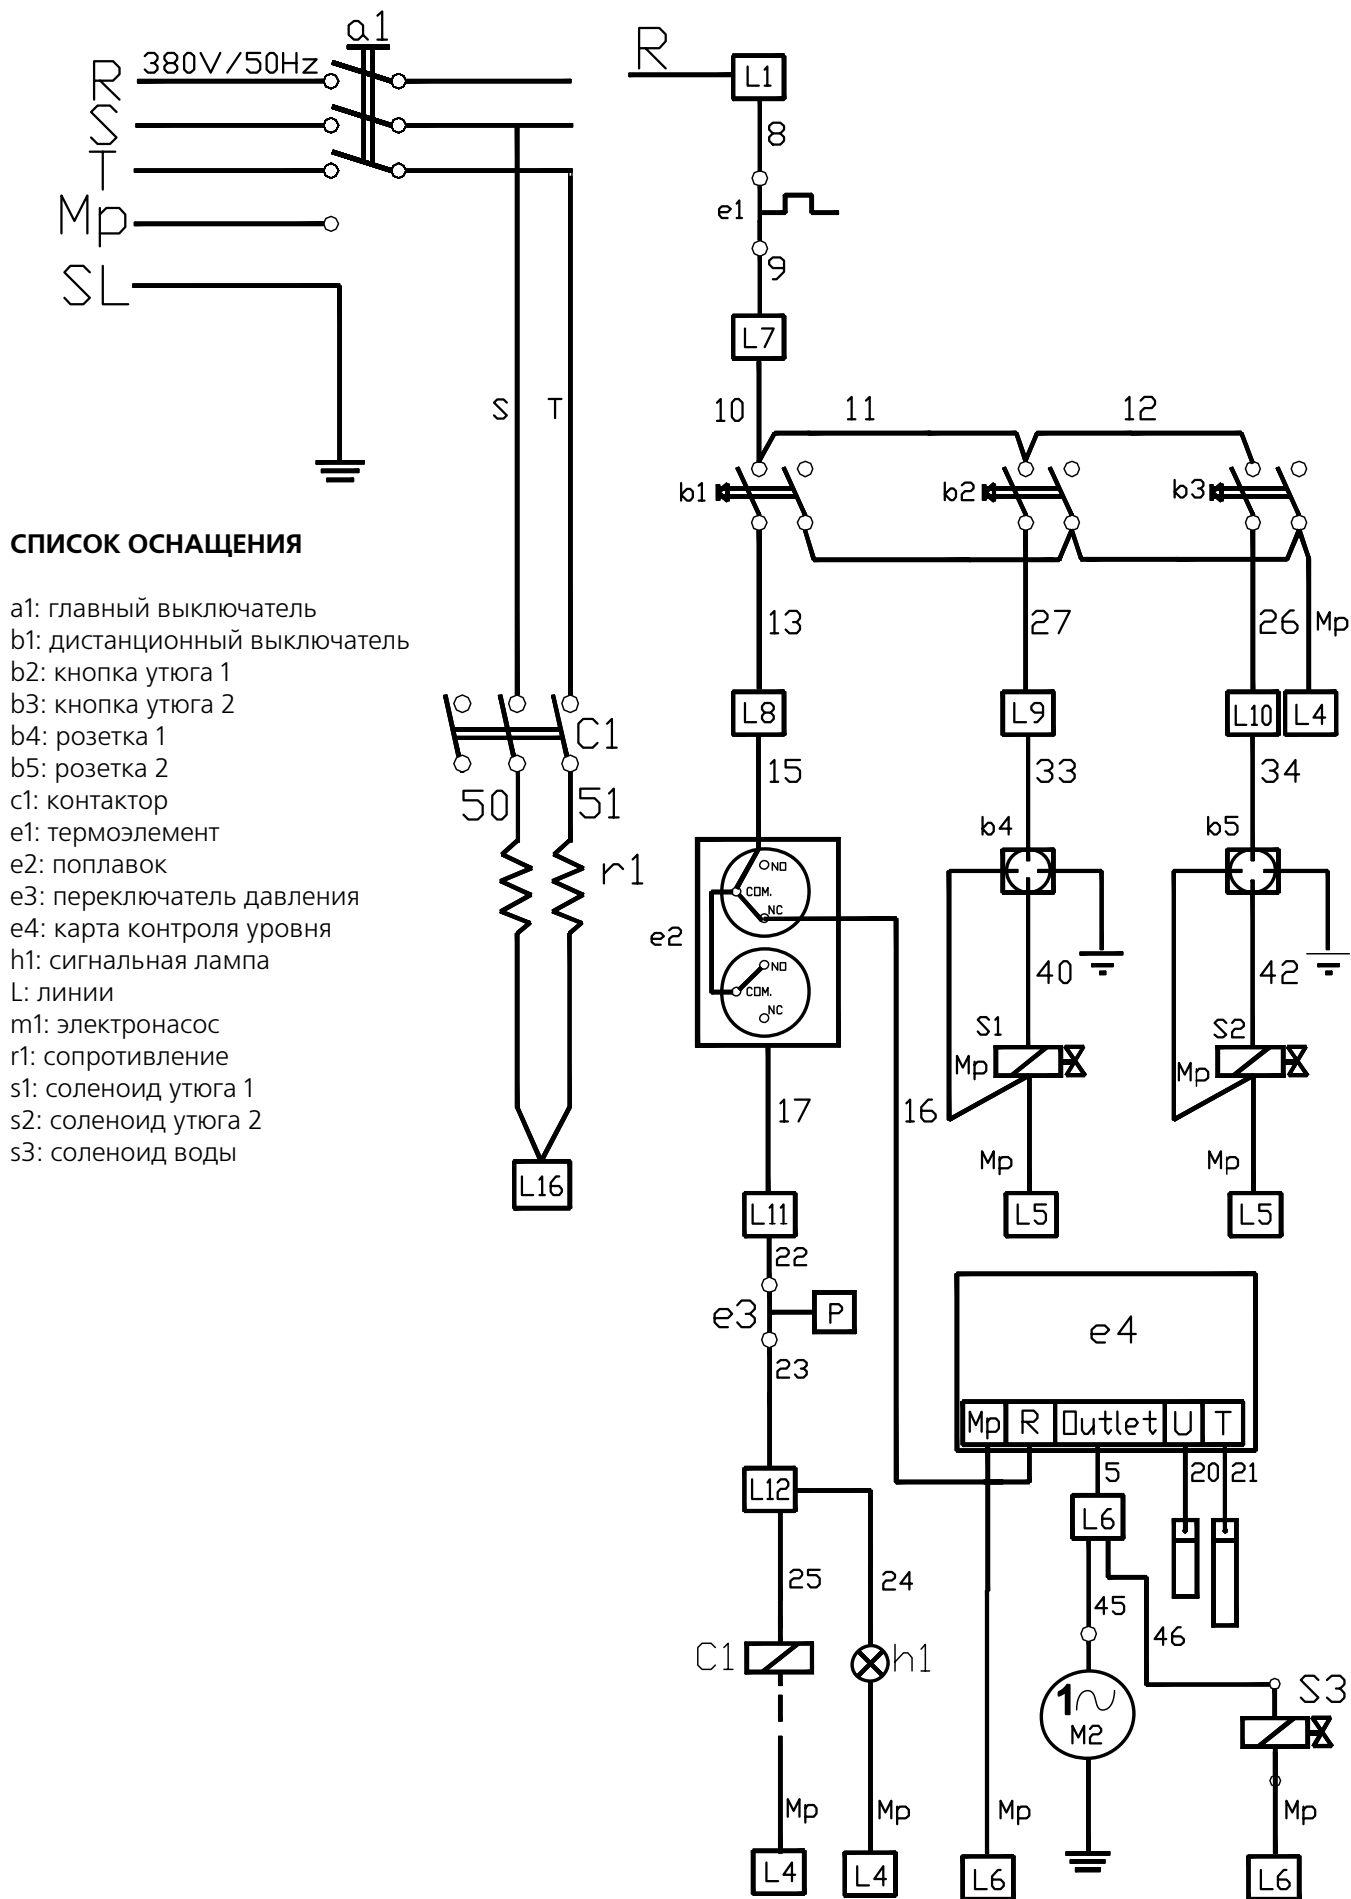 a1
R 380V/50Hz
S
T
Mp
SL
S T
C1
50 51
r1
L16
СПИСОК ОСНАЩЕНИЯ
a1: главный выключатель
b1: дистанционный выключатель
b2: кнопка утюга 1
b3: кнопка утюга 2
b4: розетка 1
b5: розетка 2
c1: контактор
e1: термоэлемент
e2: поплавок
e3: переключатель давления
e4: карта контроля уровня
h1: сигнальная лампа
L: линии
m1: электронасос
r1: сопротивление
s1: соленоид утюга 1
s2: соленоид утюга 2
s3: соленоид воды
R
L1
8
e1
9
L7
10 11 12
b1 b2 b3
13 27 26 Mp
L8 L9 L10 L4
15 33 34
b4 b5
NO
COM.
NC
e2
NO
COM.
NC
40 42
S1 S2
Mp Mp
17 16
Mp Mp
L11 L5 L5
22
e3 P
23
e4
Mp R Outlet U T
L12
5 20 21
L6
25 24
45 46
C1 h1
1
M2
S3
Mp Mp Mp Mp
L4 L4 L6 L6